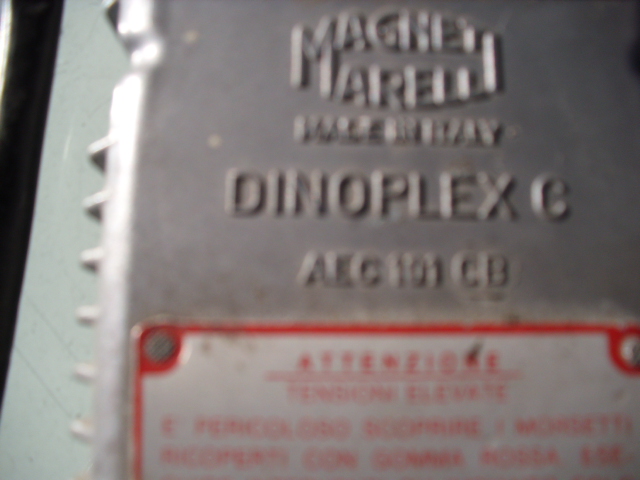 MAGNETI
MARELLI
MADE IN ITALY
DINOPLEX C
AEC 101 CB
ATTENZIONE
TENSIONI ELEVATE
E' PERICOLOSO SCOPRIRE I MORSETTI
RICOPERTI CON GOMMA ROSSA ESE-